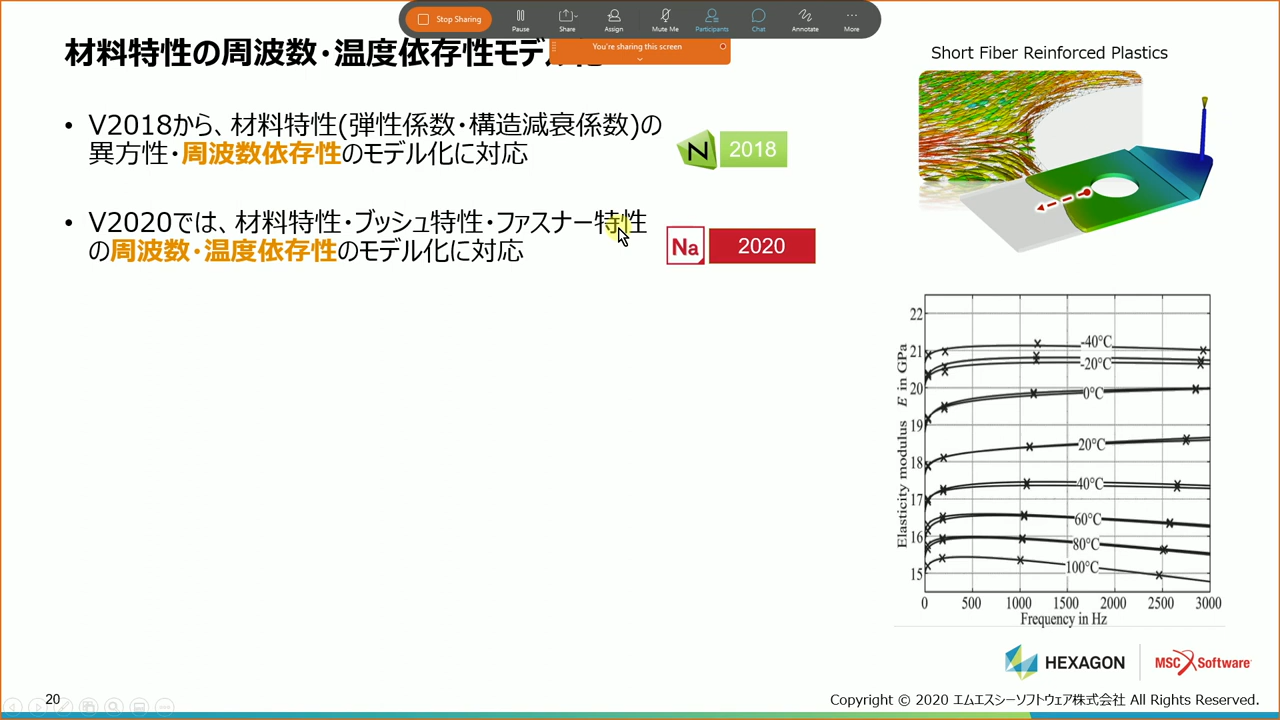 Stop Sharing
Pause
Share
Assign
Mute Me
Participants
Chat
Annotate
More
You're sharing this screen
材料特性の周波数・温度依存性モデル
Short Fiber Reinforced Plastics
• V2018から、材料特性(弾性係数・構造減衰係数)の
異方性・周波数依存性のモデル化に対応
N 2018
• V2020では、材料特性・ブッシュ特性・ファスナー特性
の周波数・温度依存性のモデル化に対応
Na 2020
22
21
20
19
18
17
16
15
Elasticity modulus E in GPa
-40°C
-20°C
0°C
20°C
40°C
60°C
80°C
100°C
0 500 1000 1500 2000 2500 3000
Frequency in Hz
HEXAGON
MSC Software
20
Copyright © 2020 エムエスシーソフトウェア株式会社 All Rights Reserved.